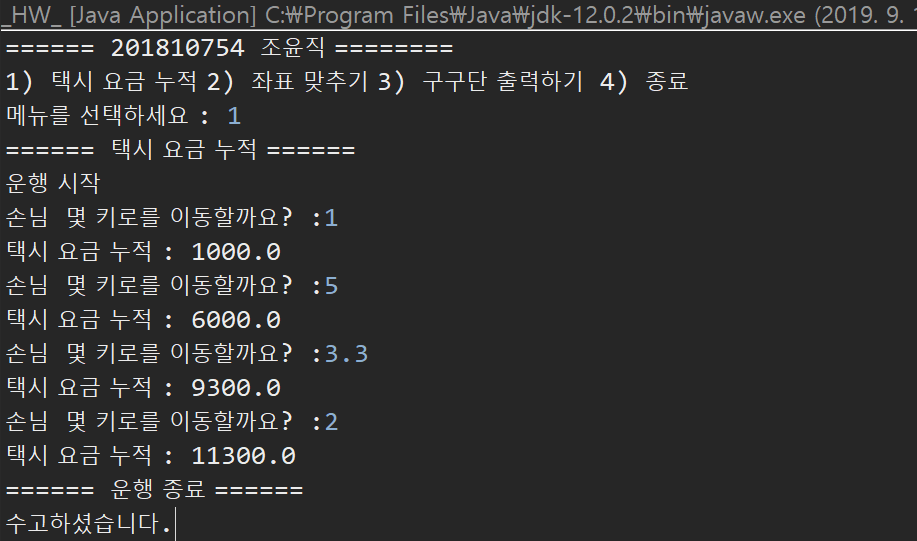 _HW_ [Java Application] C:₩Program Files₩Java₩jdk-12.0.2₩bin₩javaw.exe (2019. 9. 1
====== 201810754 조윤직 ========
1) 택시 요금 누적 2) 좌표 맞추기 3) 구구단 출력하기 4) 종료
메뉴를 선택하세요 : 1
====== 택시 요금 누적 ======
운행 시작
손님 몇 키로를 이동할까요? :1
택시 요금 누적 : 1000.0
손님 몇 키로를 이동할까요? :5
택시 요금 누적 : 6000.0
손님 몇 키로를 이동할까요? :3.3
택시 요금 누적 : 9300.0
손님 몇 키로를 이동할까요? :2
택시 요금 누적 : 11300.0
====== 운행 종료 ======
수고하셨습니다.